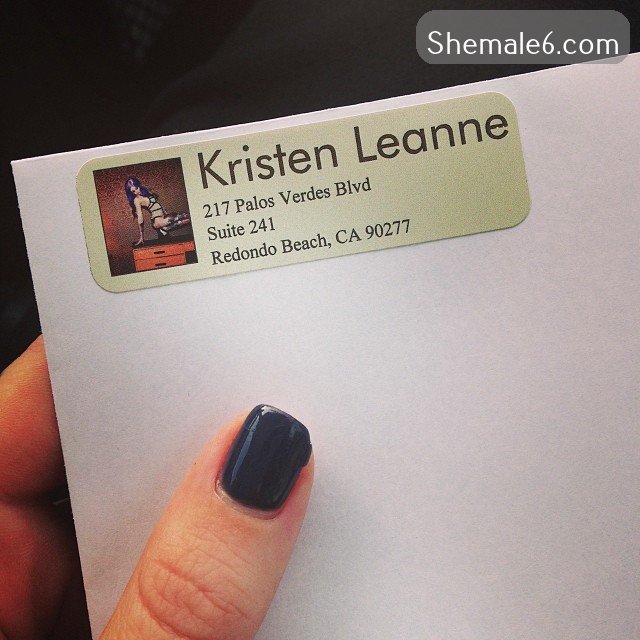 Shemale6.com
Kristen Leanne
217 Palos Verdes Blvd
Suite 241
Redondo Beach, CA 90277